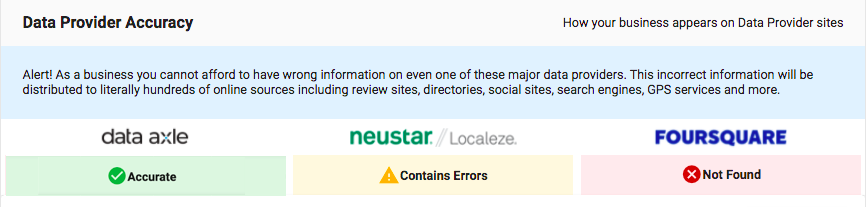 Data Provider Accuracy
How your business appears on Data Provider sites
Alert! As a business you cannot afford to have wrong information on even one of these major data providers. This incorrect information will be
distributed to literally hundreds of online sources including review sites, directories, social sites, search engines, GPS services and more.
data axle
neustar. // Localeze.
FOURSQUARE
Accurate
Contains Errors
Not Found